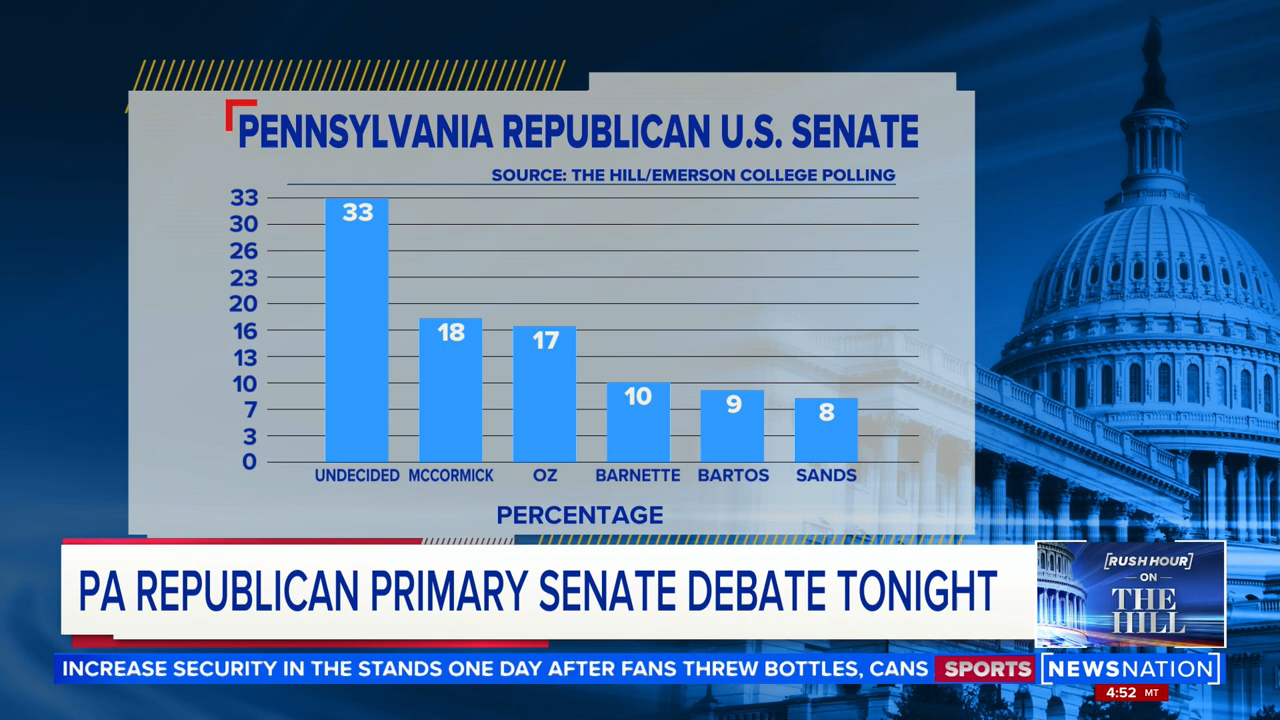 PENNSYLVANIA REPUBLICAN U.S. SENATE
SOURCE: THE HILL/EMERSON COLLEGE POLLING
33
30
26
23
20
16
13
10
7
3
0
33
18
17
10
9
8
UNDECIDED MCCORMICK OZ BARNETTE BARTOS SANDS
PERCENTAGE
PA REPUBLICAN PRIMARY SENATE DEBATE TONIGHT
[RUSH HOUR]
ON
THE
HILL
INCREASE SECURITY IN THE STANDS ONE DAY AFTER FANS THREW BOTTLES, CANS SPORTS
NEWSNATION
4:52 MT